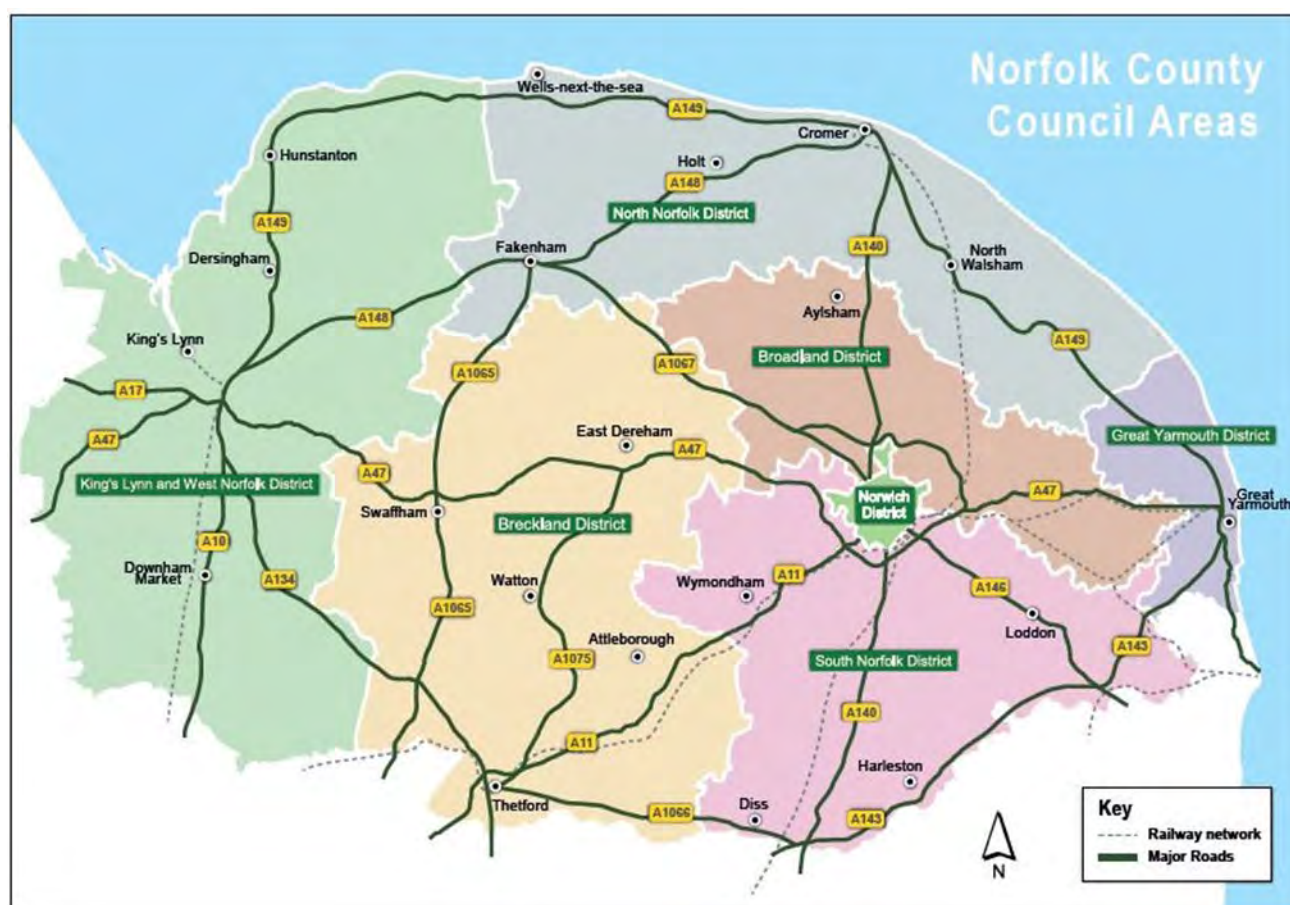 Norfolk County
Council Areas
Wells-next-the-sea
A149
Cromer
Hunstanton
Holt
A148
North Norfolk District
A149
Dersingham
Fakenham
A140
North
Walsham
Aylsham
King's Lynn
A148
A149
Broadland District
A1065
A1067
A17
A47
East Dereham
A47
Great Yarmouth District
A47
King's Lynn and West Norfolk District
Swaffham
Breckland District
Norwich
District
A47
Great
Yarmouth
A10
Downham
Market
A134
Watton
A1065
Wymondham
A11
A146
Loddon
Attleborough
A1075
South Norfolk District
A143
A140
A11
Harleston
Thetford
A1066
Diss
A143
N
Key
Railway network
Major Roads